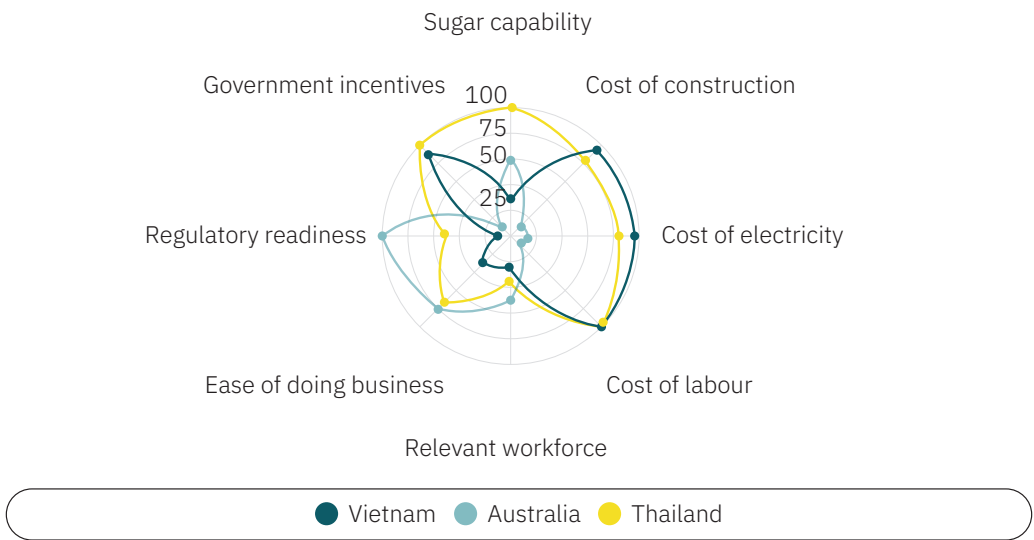 Sugar capability
Government incentives
Cost of construction
100
75
50
25
Regulatory readiness
Cost of electricity
Ease of doing business
Cost of labour
Relevant workforce
Vietnam Australia Thailand